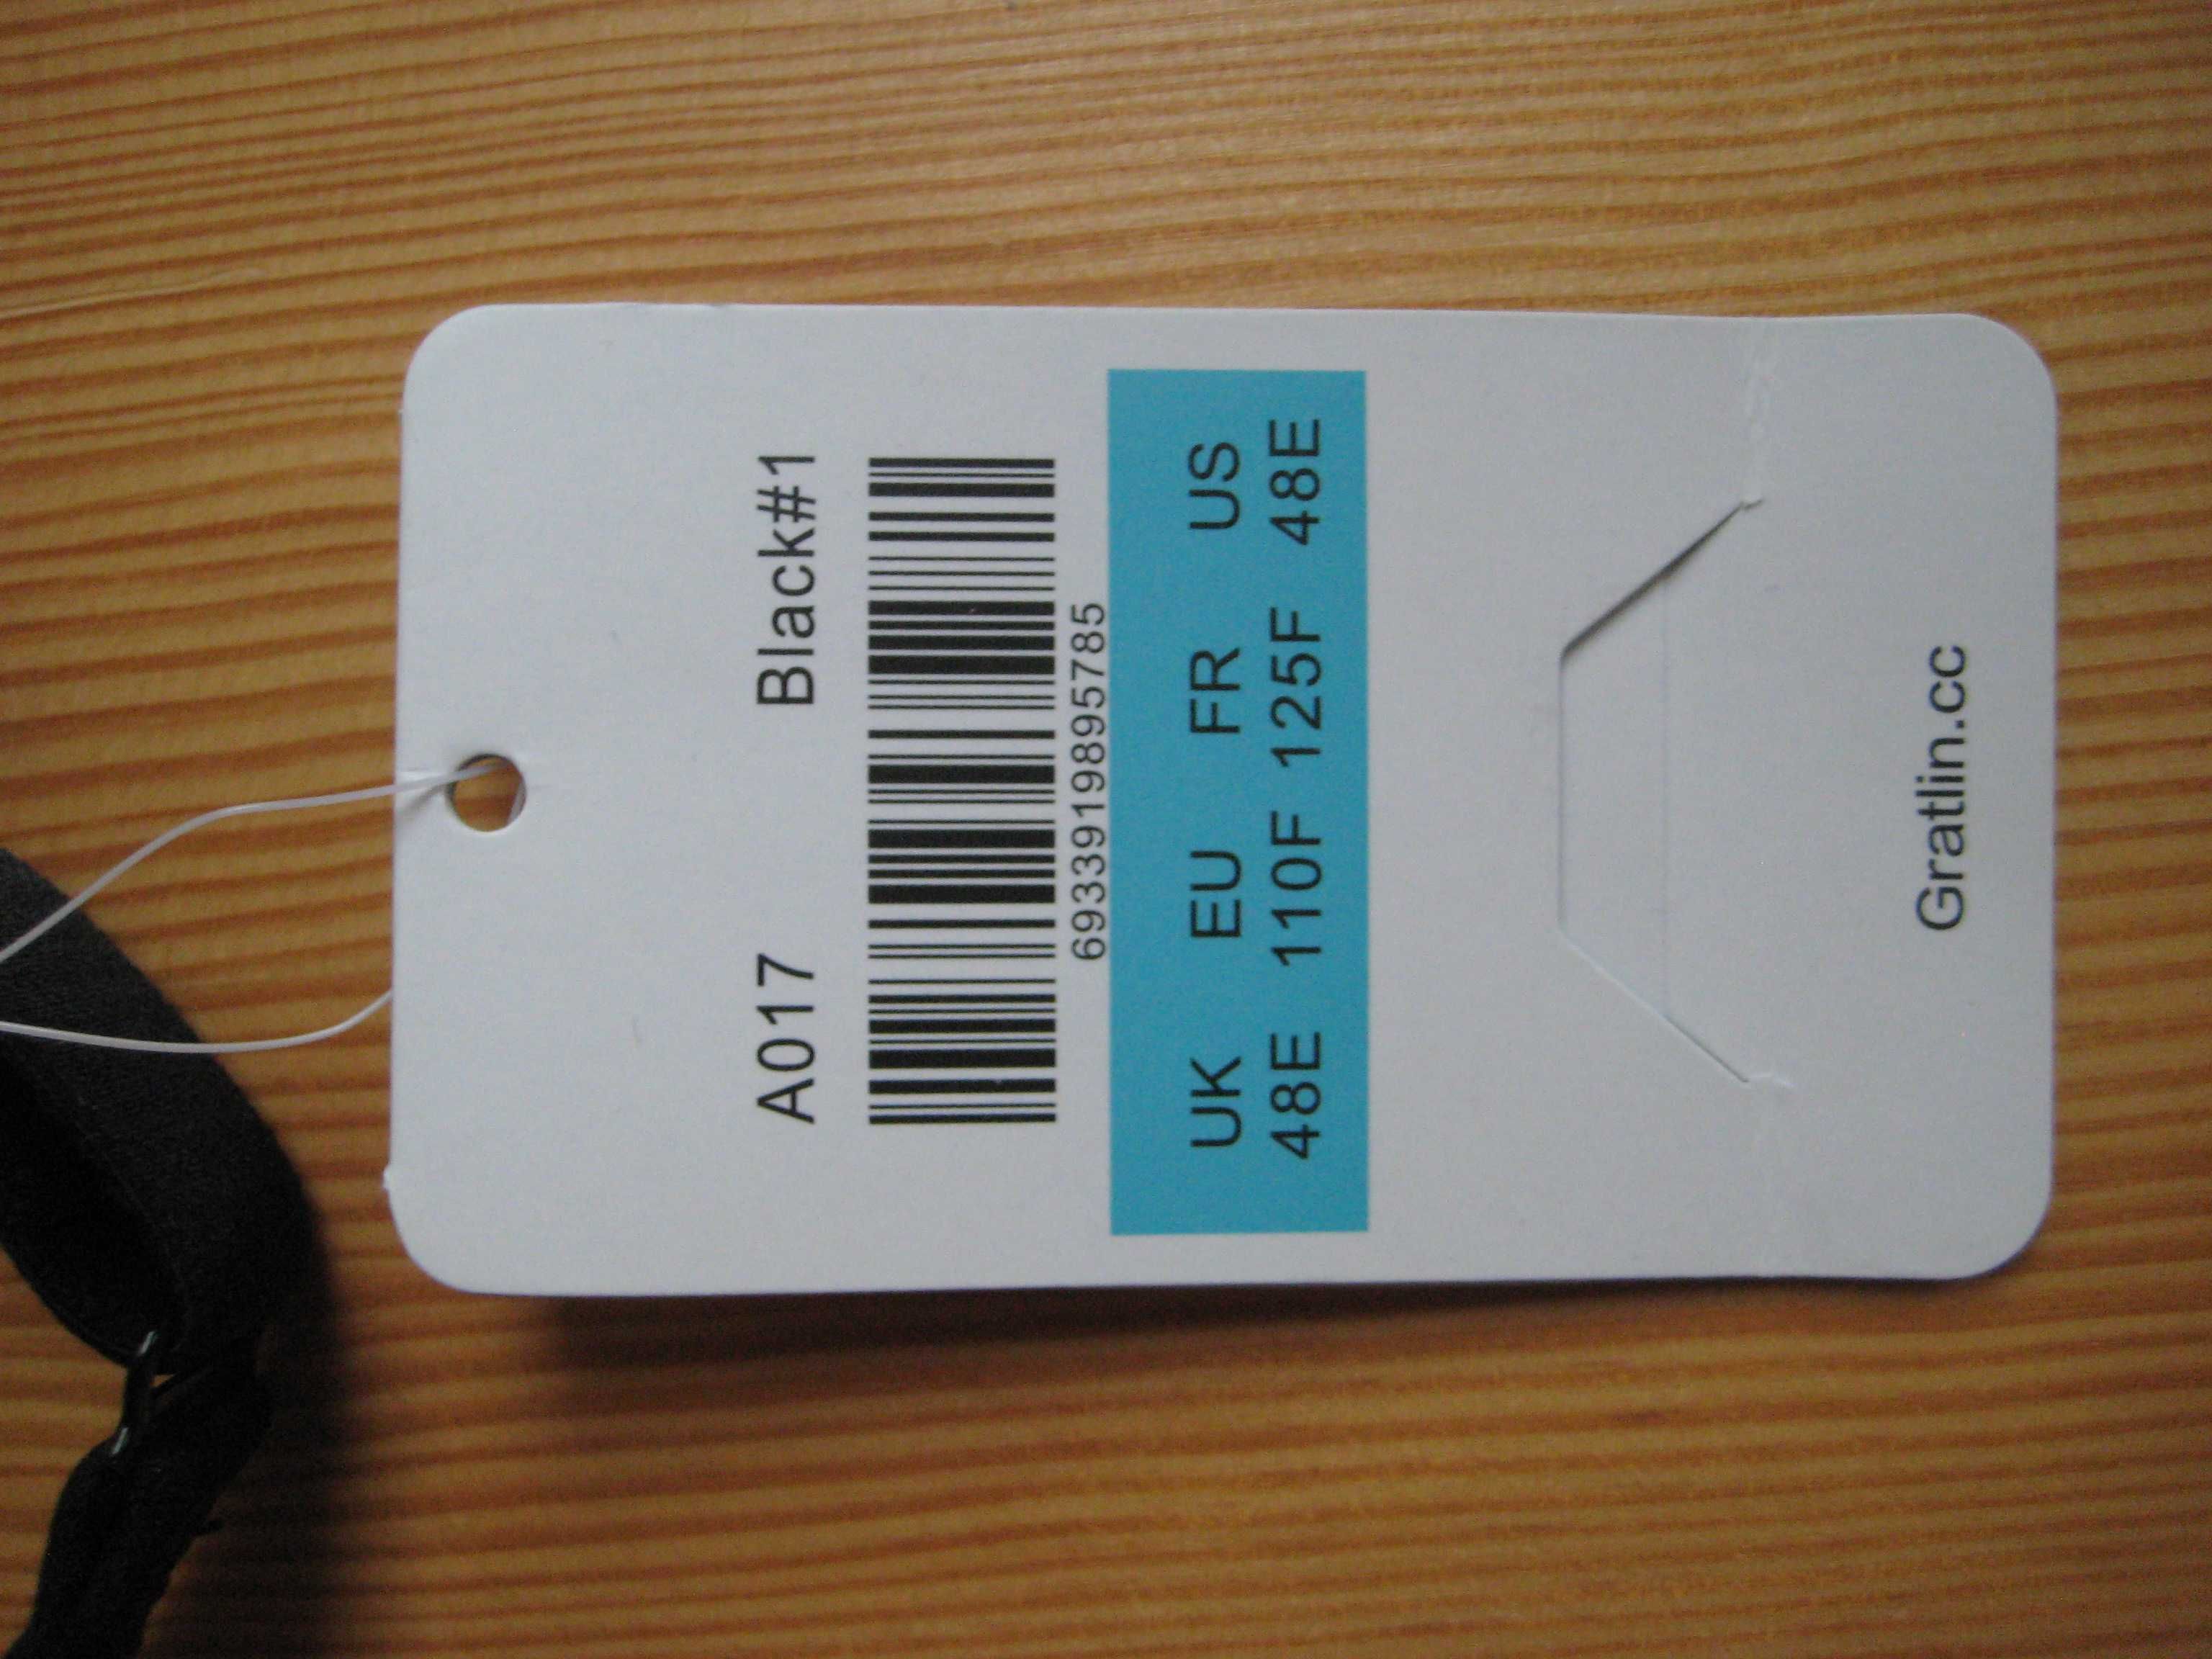 A017 Black#1
6933919895785
UK EU FR US
48E 110F 125F 48E
Gratlin.cc